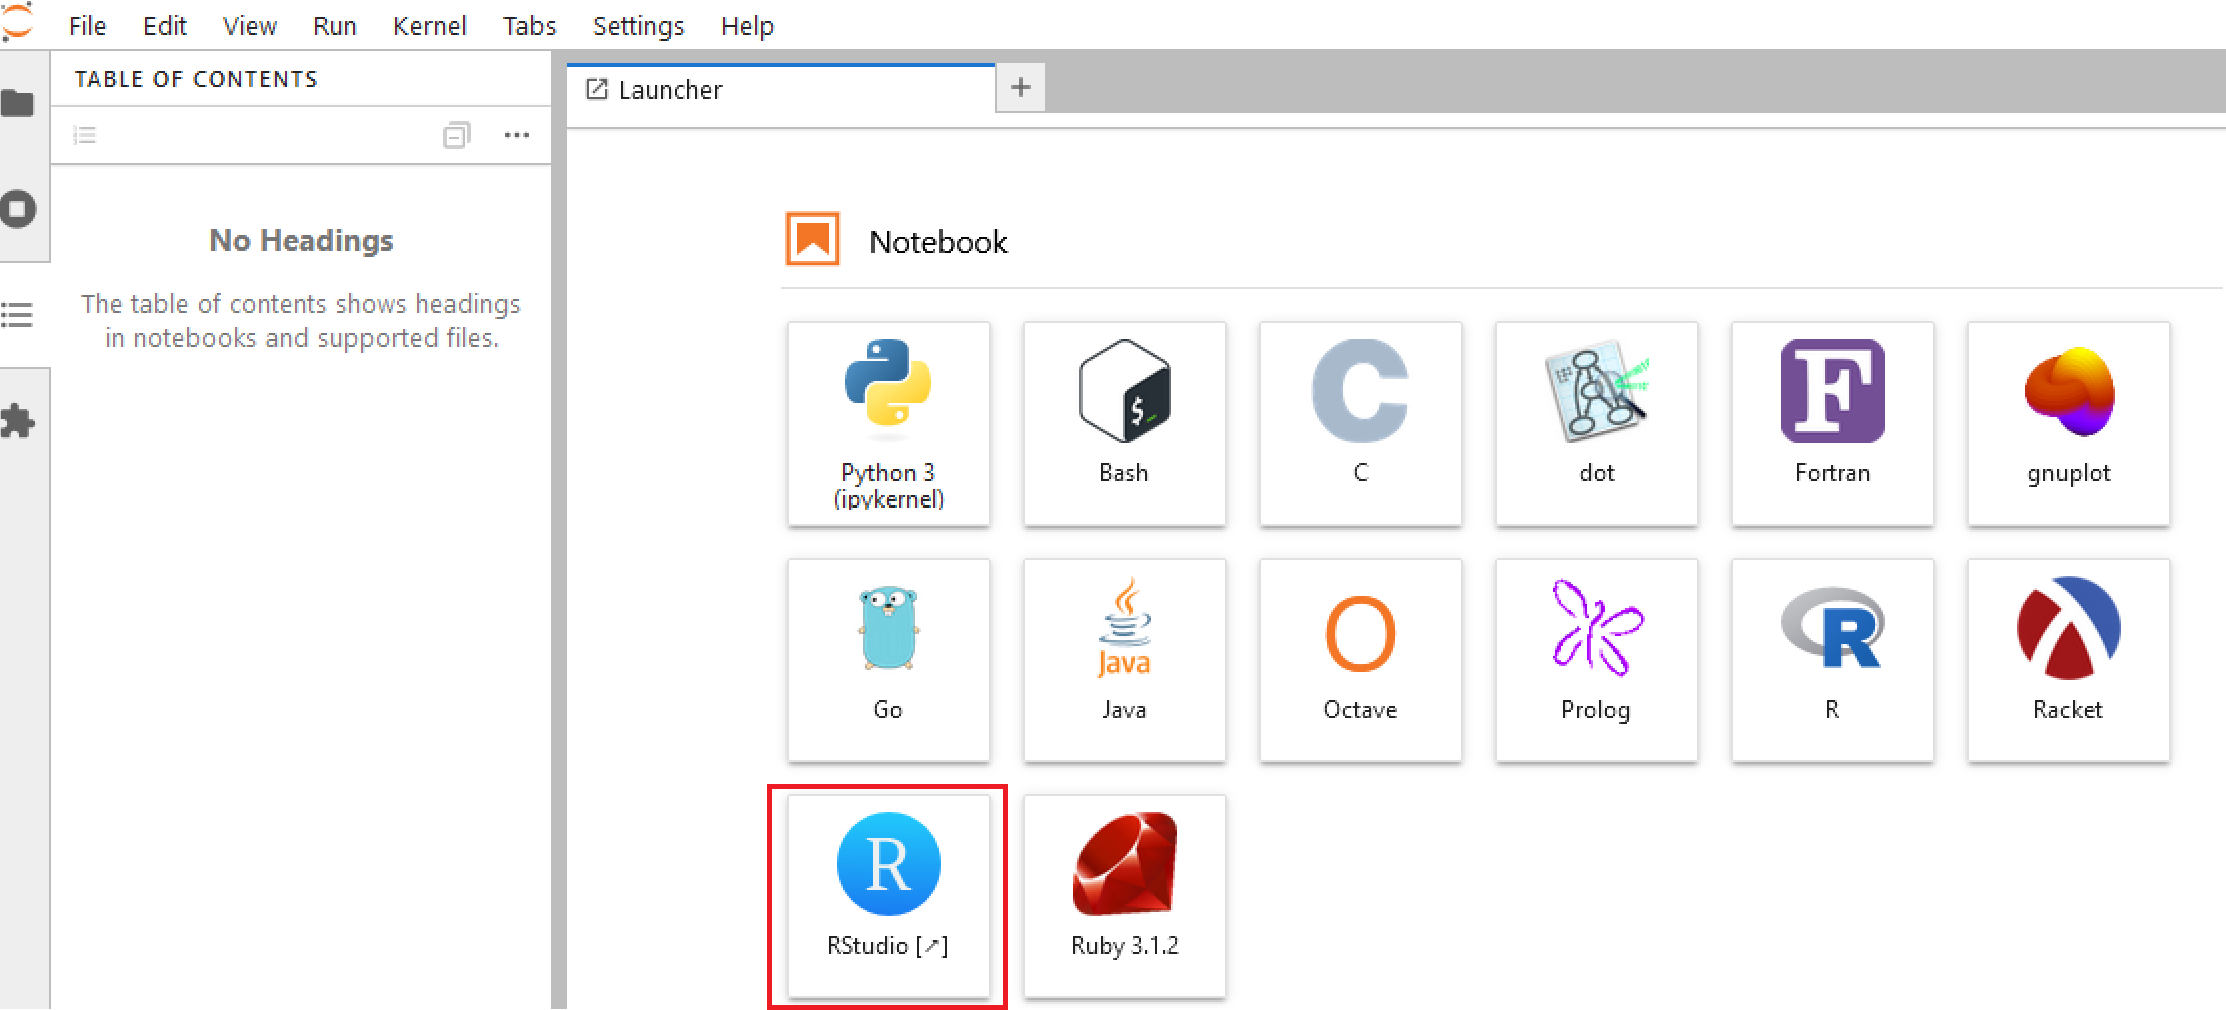 File Edit View Run Kernel Tabs Settings Help
TABLE OF CONTENTS
Launcher
No Headings
The table of contents shows headings
in notebooks and supported files.
Notebook
Python 3
(ipykernel)
$_
Bash
C
C
dot
F
Fortran
gnuplot
Go
Java
Java
O
Octave
Prolog
R
R
Racket
R
RStudio [↗]
Ruby 3.1.2